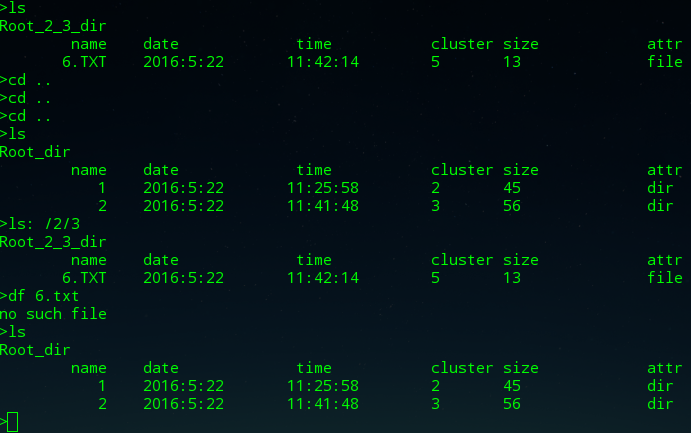 >ls
Root_2_3_dir
name date time cluster size attr
6.TXT 2016:5:22 11:42:14 5 13 file
>cd ..
>cd ..
>cd ..
>ls
Root_dir
name date time cluster size attr
1 2016:5:22 11:25:58 2 45 dir
2 2016:5:22 11:41:48 3 56 dir
>ls: /2/3
Root_2_3_dir
name date time cluster size attr
6.TXT 2016:5:22 11:42:14 5 13 file
>df 6.txt
no such file
>ls
Root_dir
name date time cluster size attr
1 2016:5:22 11:25:58 2 45 dir
2 2016:5:22 11:41:48 3 56 dir
>